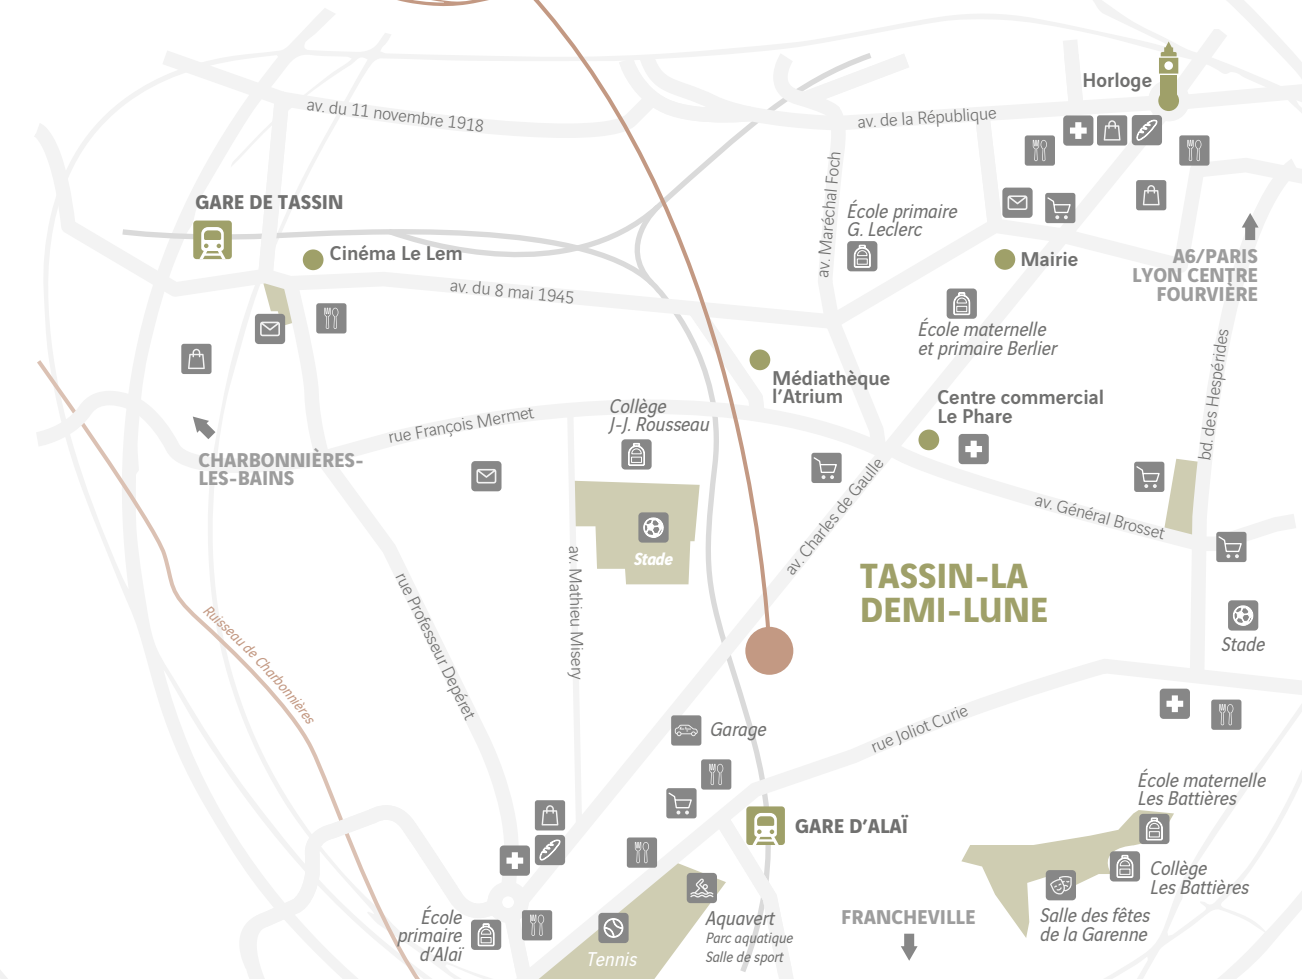 Horloge
av. du 11 novembre 1918
av. de la République
GARE DE TASSIN
av. Maréchal Foch
École primaire
G. Leclerc
Cinéma Le Lem
Mairie
A6/PARIS
LYON CENTRE
FOURVIÈRE
av. du 8 mai 1945
École maternelle
et primaire Berlier
Médiathèque
l’Atrium
bd. des Hespérides
Centre commercial
Le Phare
Collège
J-J. Rousseau
rue François Mermet
CHARBONNIÈRES-
LES-BAINS
av. Charles de Gaulle
av. Général Brosset
Stade
av. Mathieu Misery
TASSIN-LA
DEMI-LUNE
rue Professeur Depéret
Ruisseau de Charbonnières
Stade
rue Joliot Curie
Garage
École maternelle
Les Battières
GARE D’ALAÏ
Collège
Les Battières
FRANCHEVILLE
Salle des fêtes
de la Garenne
École
primaire
d’Alaï
Aquavert
Parc aquatique
Salle de sport
Tennis